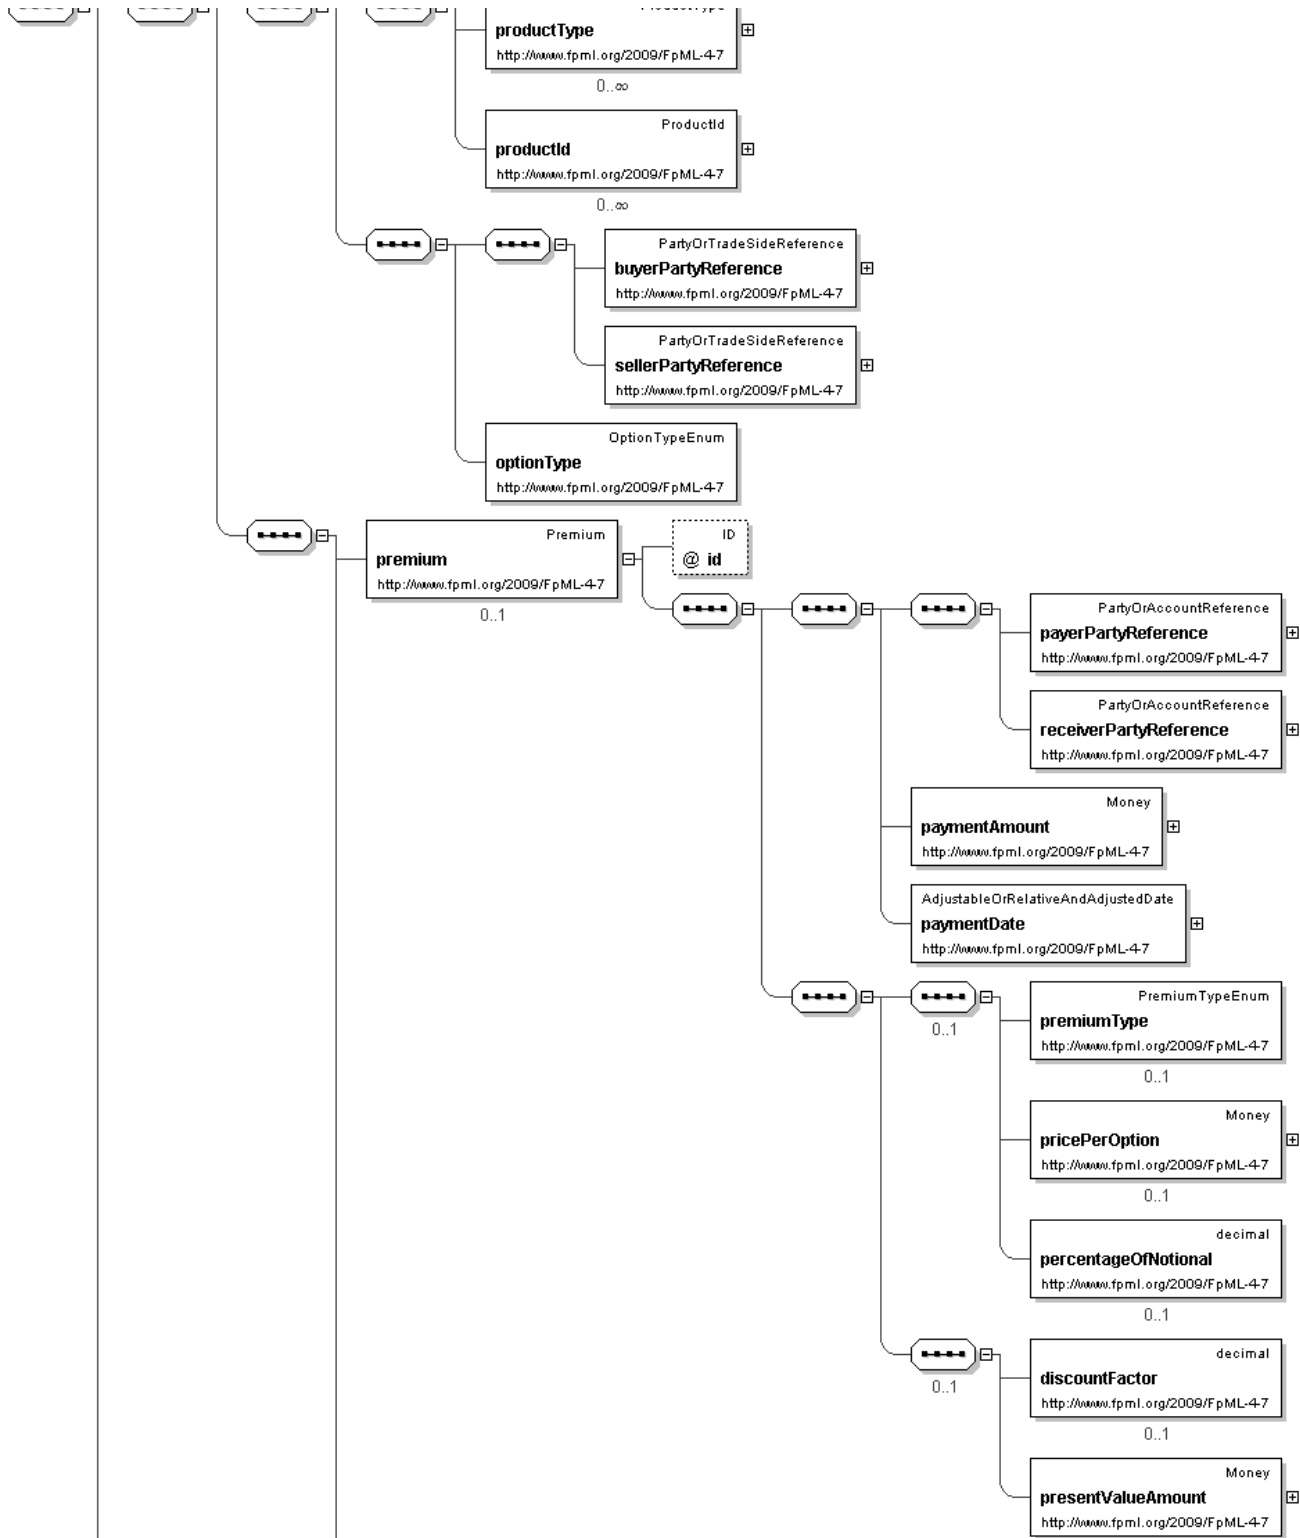 ProductType
productType
http://www.fpml.org/2009/FpML-4-7
0..∞
ProductId
productId
http://www.fpml.org/2009/FpML-4-7
0..∞
PartyOrTradeSideReference
buyerPartyReference
http://www.fpml.org/2009/FpML-4-7
PartyOrTradeSideReference
sellerPartyReference
http://www.fpml.org/2009/FpML-4-7
OptionTypeEnum
optionType
http://www.fpml.org/2009/FpML-4-7
Premium
premium
http://www.fpml.org/2009/FpML-4-7
0..1
ID
@ id
PartyOrAccountReference
payerPartyReference
http://www.fpml.org/2009/FpML-4-7
PartyOrAccountReference
receiverPartyReference
http://www.fpml.org/2009/FpML-4-7
Money
paymentAmount
http://www.fpml.org/2009/FpML-4-7
AdjustableOrRelativeAndAdjustedDate
paymentDate
http://www.fpml.org/2009/FpML-4-7
0..1
PremiumTypeEnum
premiumType
http://www.fpml.org/2009/FpML-4-7
0..1
Money
pricePerOption
http://www.fpml.org/2009/FpML-4-7
0..1
decimal
percentageOfNotional
http://www.fpml.org/2009/FpML-4-7
0..1
0..1
decimal
discountFactor
http://www.fpml.org/2009/FpML-4-7
0..1
Money
presentValueAmount
http://www.fpml.org/2009/FpML-4-7